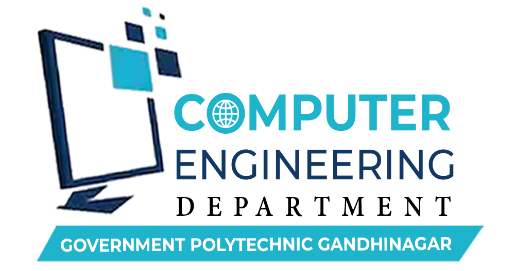 COMPUTER
ENGINEERING
DEPARTMENT
GOVERNMENT POLYTECHNIC GANDHINAGAR